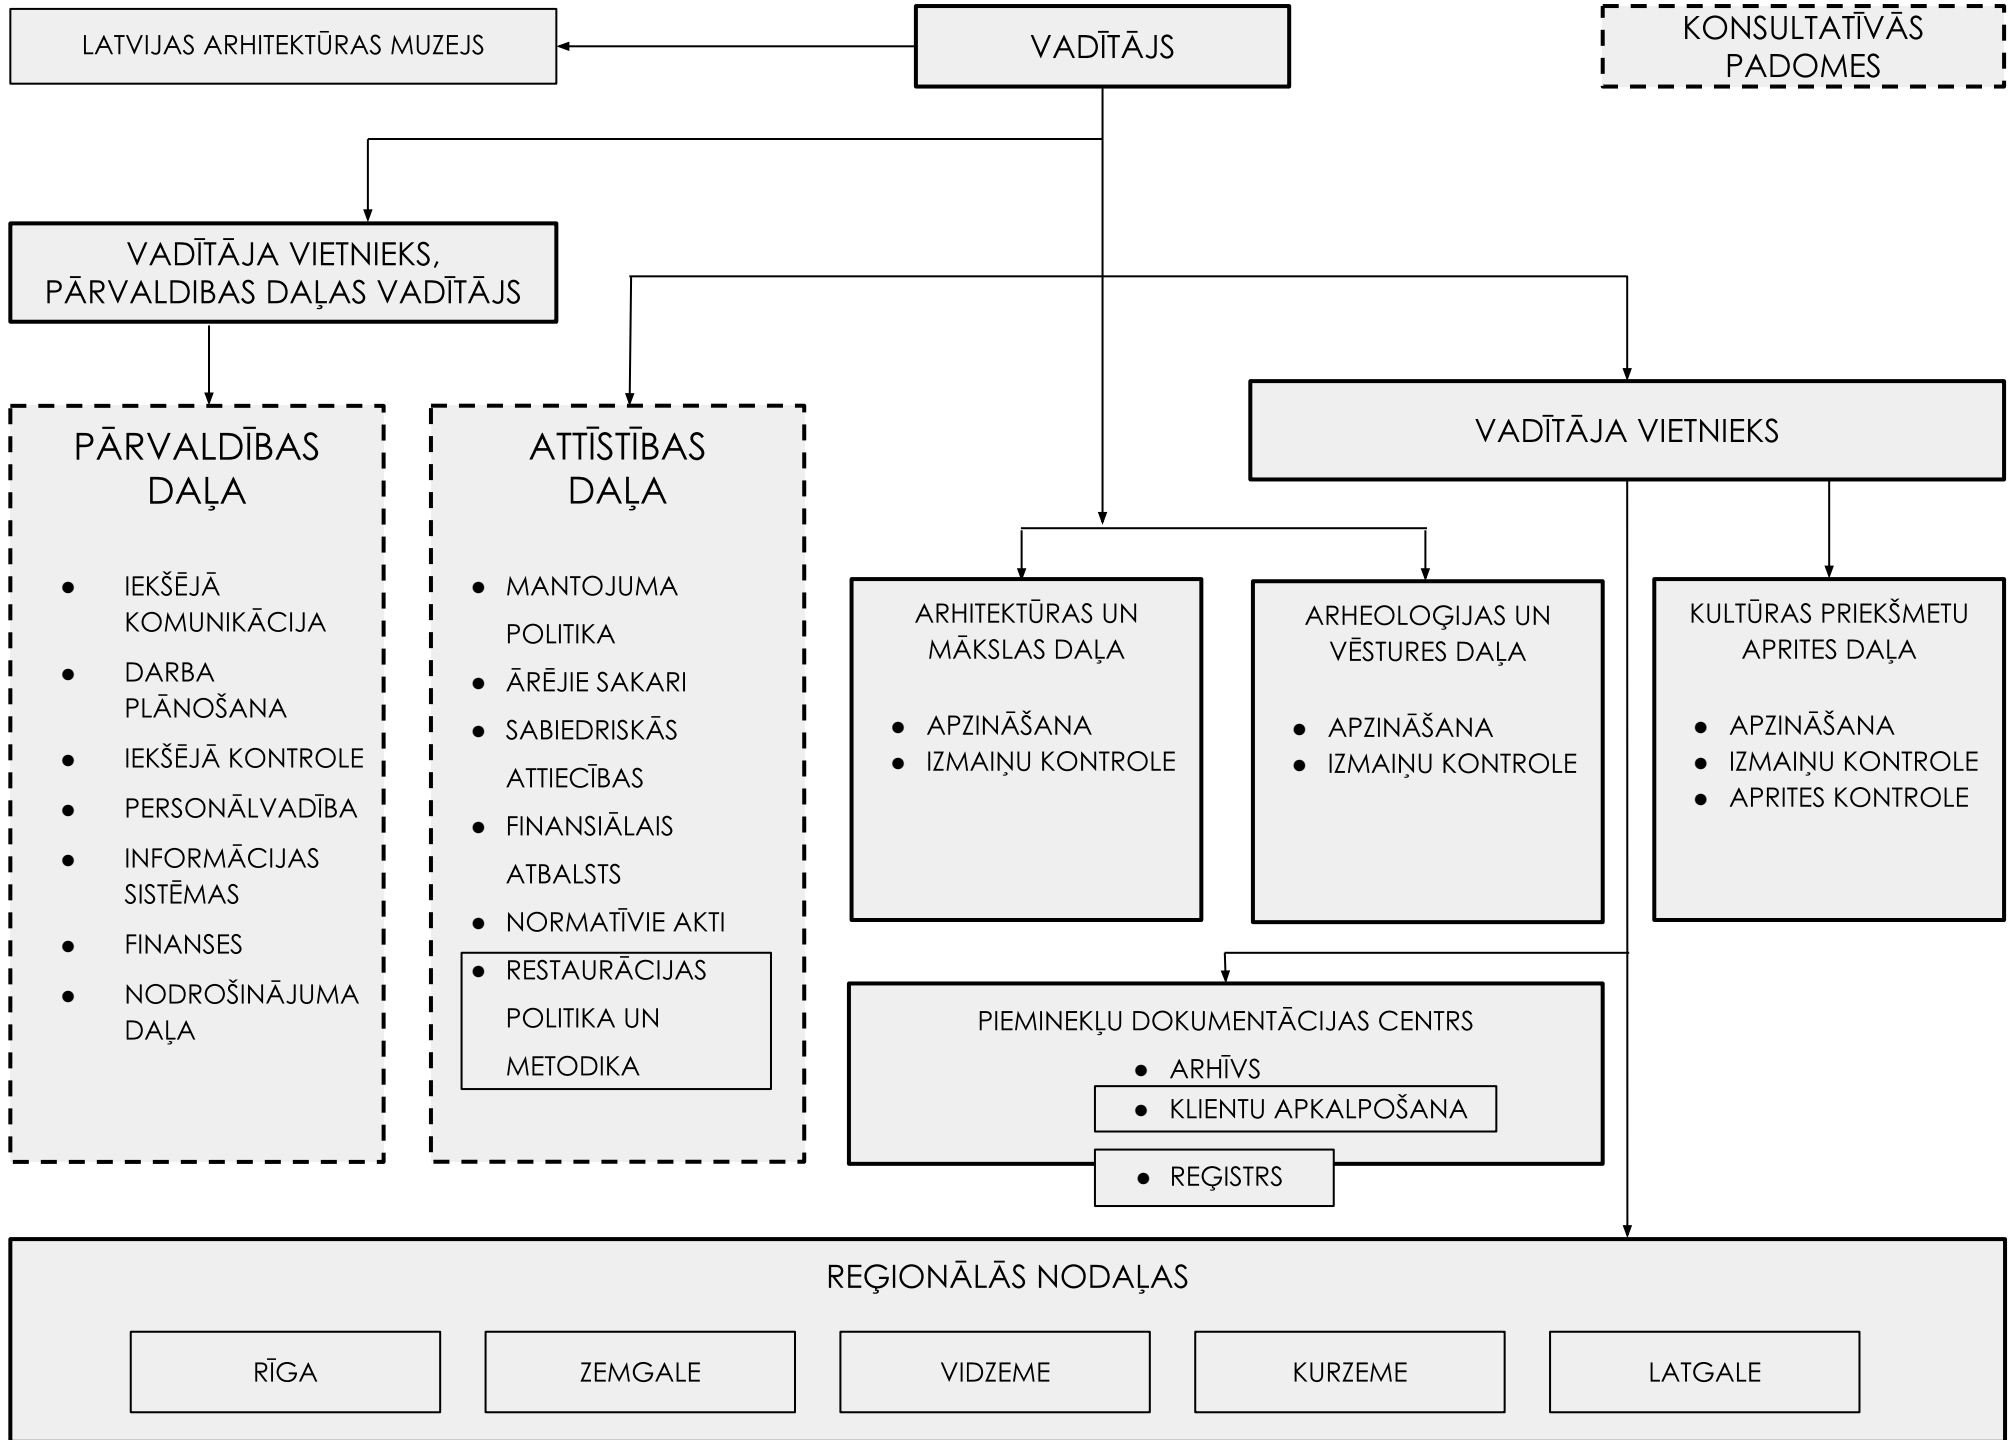 LATVIJAS ARHITEKTŪRAS MUZEJS
VADĪTĀJS
KONSULTATĪVĀS
PADOMES
VADĪTĀJA VIETNIEKS,
PĀRVALDIBAS DAĻAS VADĪTĀJS
VADĪTĀJA VIETNIEKS
PĀRVALDĪBAS
DAĻA
● IEKŠĒJĀ
KOMUNIKĀCIJA
● DARBA
PLĀNOŠANA
● IEKŠĒJĀ KONTROLE
● PERSONĀLVADĪBA
● INFORMĀCIJAS
SISTĒMAS
● FINANSES
● NODROŠINĀJUMA
DAĻA
ATTĪSTĪBAS
DAĻA
● MANTOJUMA
POLITIKA
● ĀRĒJIE SAKARI
● SABIEDRISKĀS
ATTIECĪBAS
● FINANSIĀLAIS
ATBALSTS
● NORMATĪVIE AKTI
● RESTAURĀCIJAS
POLITIKA UN
METODIKA
ARHITEKTŪRAS UN
MĀKSLAS DAĻA
● APZINĀŠANA
● IZMAIŅU KONTROLE
ARHEOLOĢIJAS UN
VĒSTURES DAĻA
● APZINĀŠANA
● IZMAIŅU KONTROLE
KULTŪRAS PRIEKŠMETU
APRITES DAĻA
● APZINĀŠANA
● IZMAIŅU KONTROLE
● APRITES KONTROLE
PIEMINEKĻU DOKUMENTĀCIJAS CENTRS
● ARHĪVS
● KLIENTU APKALPOŠANA
● REĢISTRS
REĢIONĀLĀS NODAĻAS
RĪGA
ZEMGALE
VIDZEME
KURZEME
LATGALE